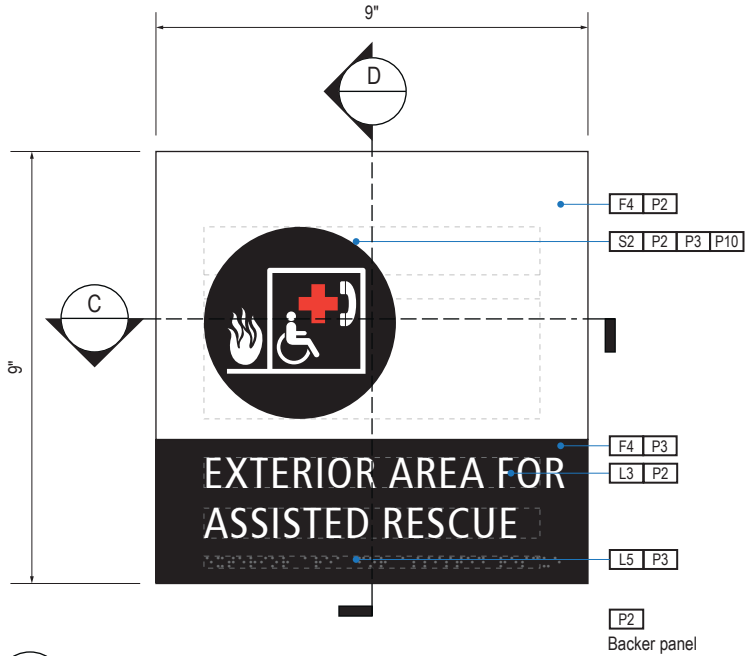 9"
D
F4 P2
S2 P2 P3 P10
C
9"
F4 P3
EXTERIOR AREA FOR
L3 P2
ASSISTED RESCUE
L5 P3
P2
Backer panel